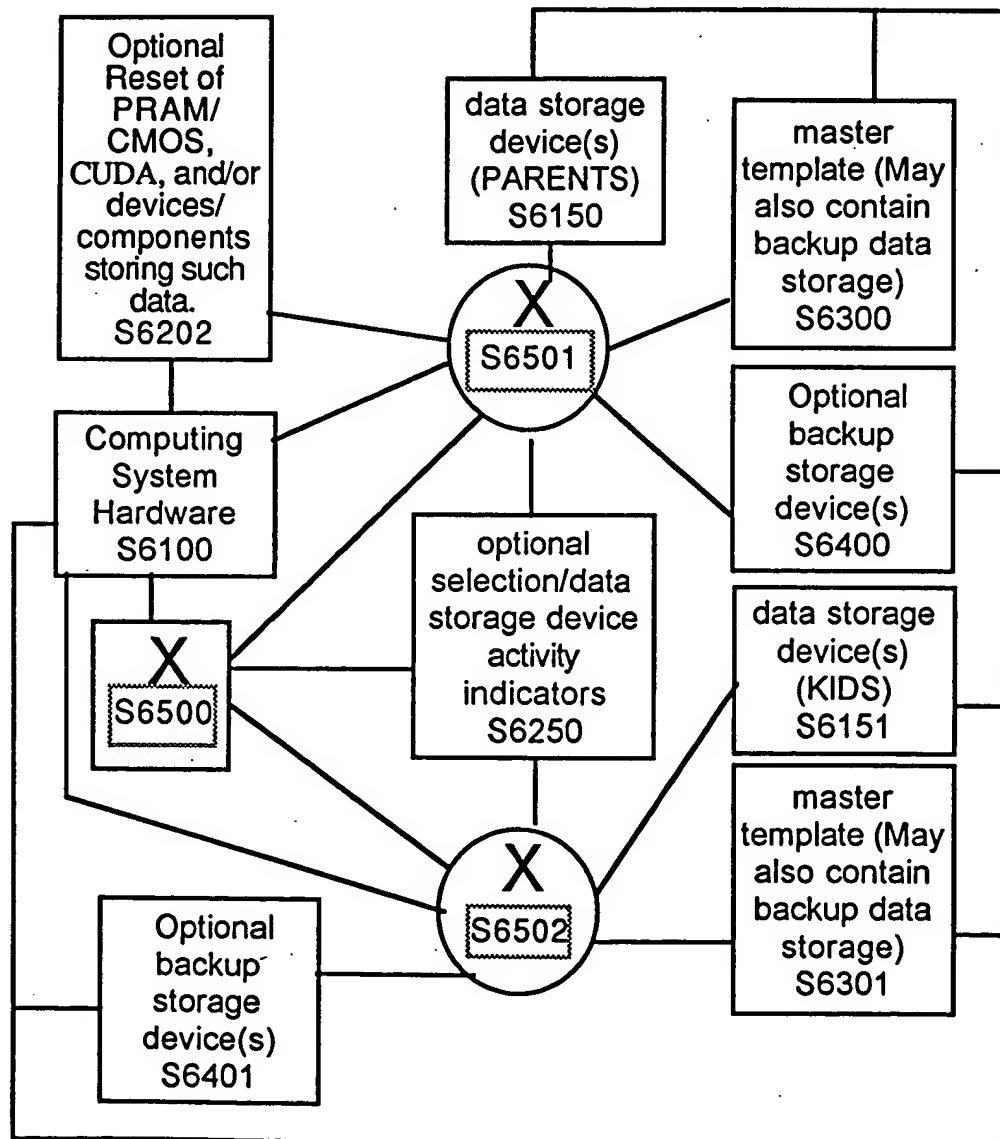 Optional
Reset of
PRAM/
CMOS,
CUDA, and/or
devices/
components
storing such
data.
S6202
data storage
device(s)
(PARENTS)
S6150
master
template (May
also contain
backup data
storage)
S6300
X
S6501
Computing
System
Hardware
S6100
Optional
backup
storage
device(s)
S6400
optional
selection/data
storage device
activity
indicators
S6250
X
S6500
data storage
device(s)
(KIDS)
S6151
master
template (May
also contain
backup data
storage)
S6301
X
S6502
Optional
backup
storage
device(s)
S6401